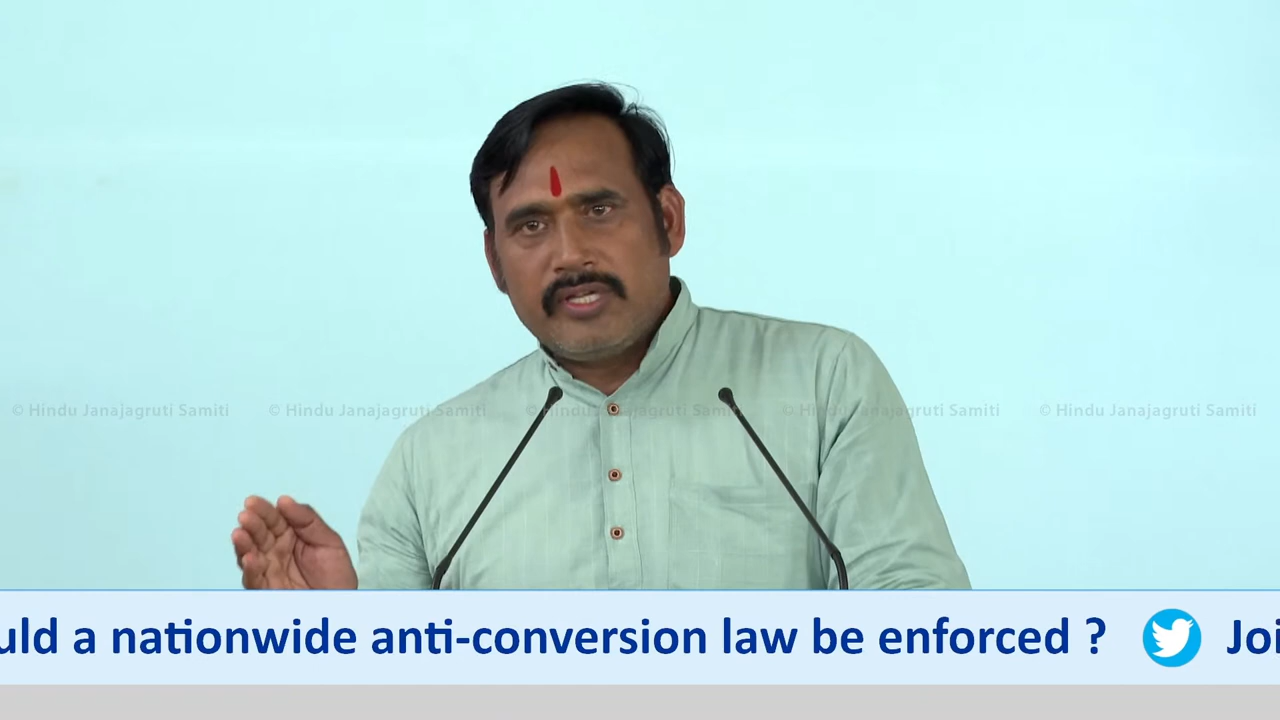 © Hindu Janajagruti Samiti © Hindu Janajagruti Samiti © Hindu Janajagruti Samiti © Hindu Janajagruti Samiti © Hindu Janajagruti Samiti
uld a nationwide anti-conversion law be enforced ? Joi